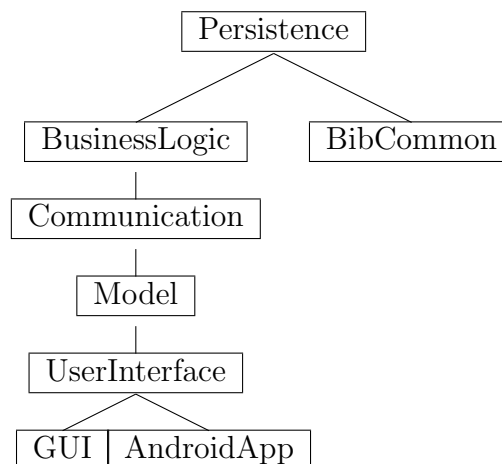 Persistence
BusinessLogic BibCommon
Communication
Model
UserInterface
GUI AndroidApp